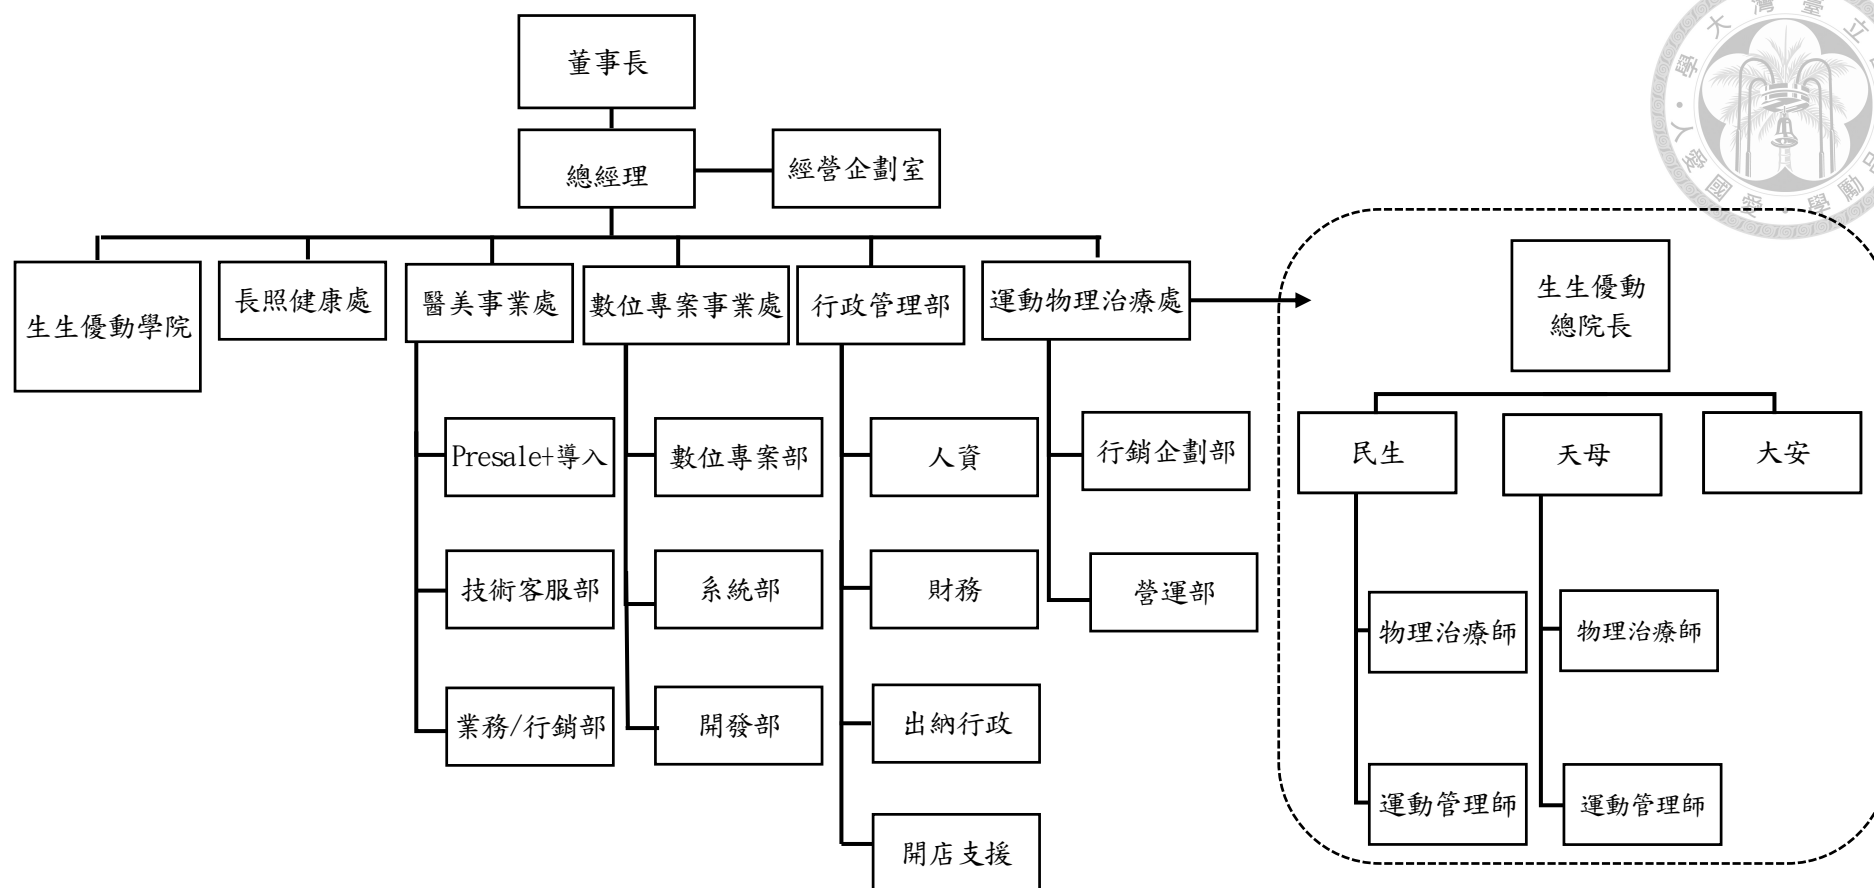 董事長
總經理
經營企劃室
生生優動學院
長照健康處
醫美事業處
數位專案事業處
行政管理部
運動物理治療處
Presale+導入
技術客服部
業務/行銷部
數位專案部
系統部
開發部
人資
財務
出納行政
開店支援
行銷企劃部
營運部
生生優動
總院長
民生
天母
大安
物理治療師
運動管理師
物理治療師
運動管理師